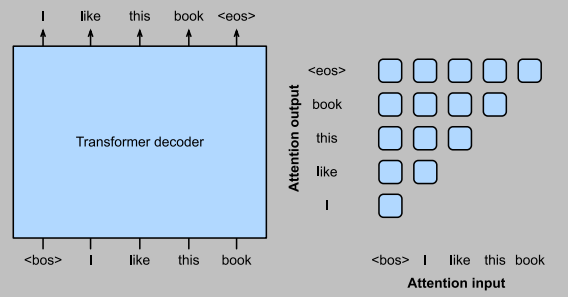 I like this book <eos>
Transformer decoder
<bos> I like this book
Attention output
<eos>
book
this
like
I
<bos> I like this book
Attention input